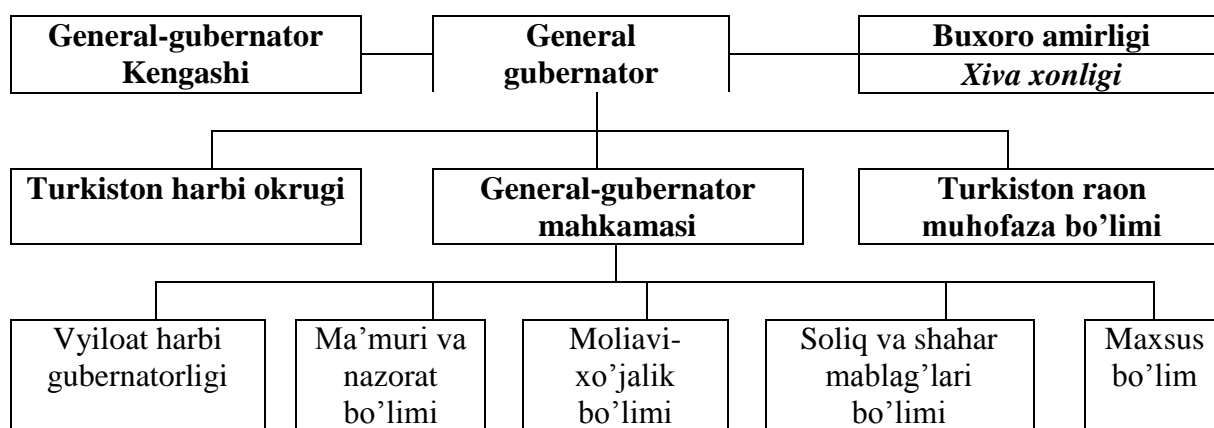 General-gubernator
Kengashi
General
gubernator
Buxoro amirligi
Xiva xonligi
Turkiston harbi okrugi
General-gubernator
mahkamasi
Turkiston raon
muhofaza bo’limi
Vyiloat harbi
gubernatorligi
Ma’muri va
nazorat
bo’limi
Moliavi-
xo’jalik
bo’limi
Soliq va shahar
mablag’lari
bo’limi
Maxsus
bo’lim